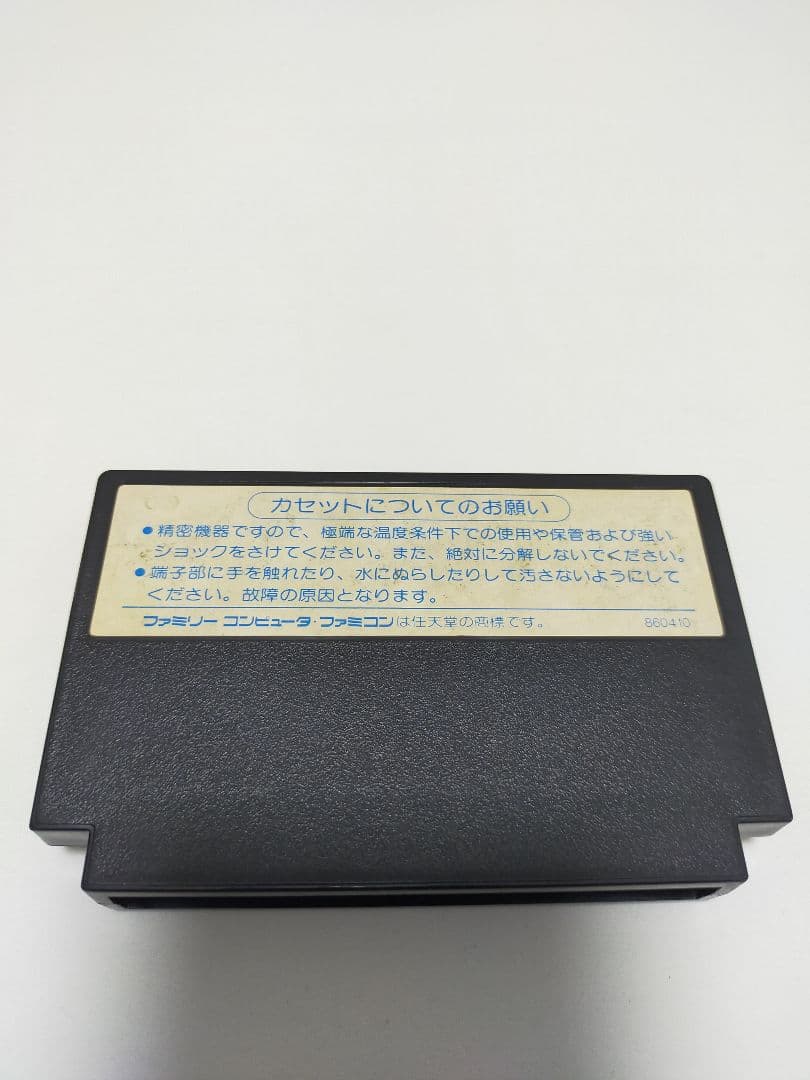 カセットについてのお願い
●精密機器ですので、極端な温度条件下での使用や保管および強い
ショックをさけてください。また、絶対に分解しないでください。
●端子部に手を触れたり、水にぬらしたりして汚さないようにして
ください。故障の原因となります。
ファミリー コンピュータ・ファミコンは任天堂の商標です。 860410